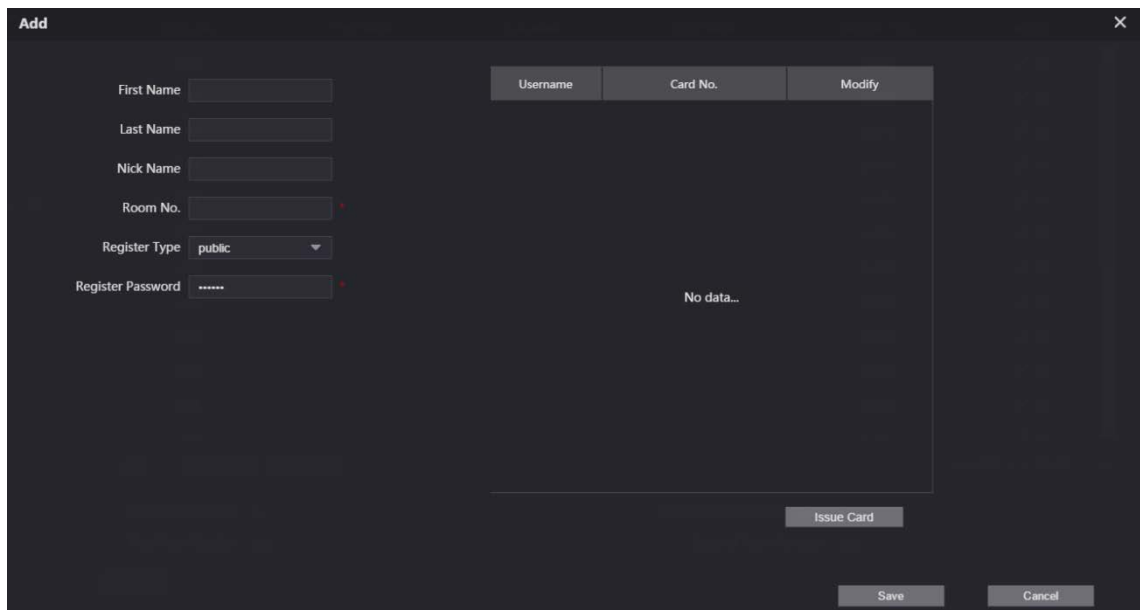 Add
First Name
Last Name
Nick Name
Room No. *
Register Type public
Register Password •••••• *
Username Card No. Modify
No data...
Issue Card
Save Cancel